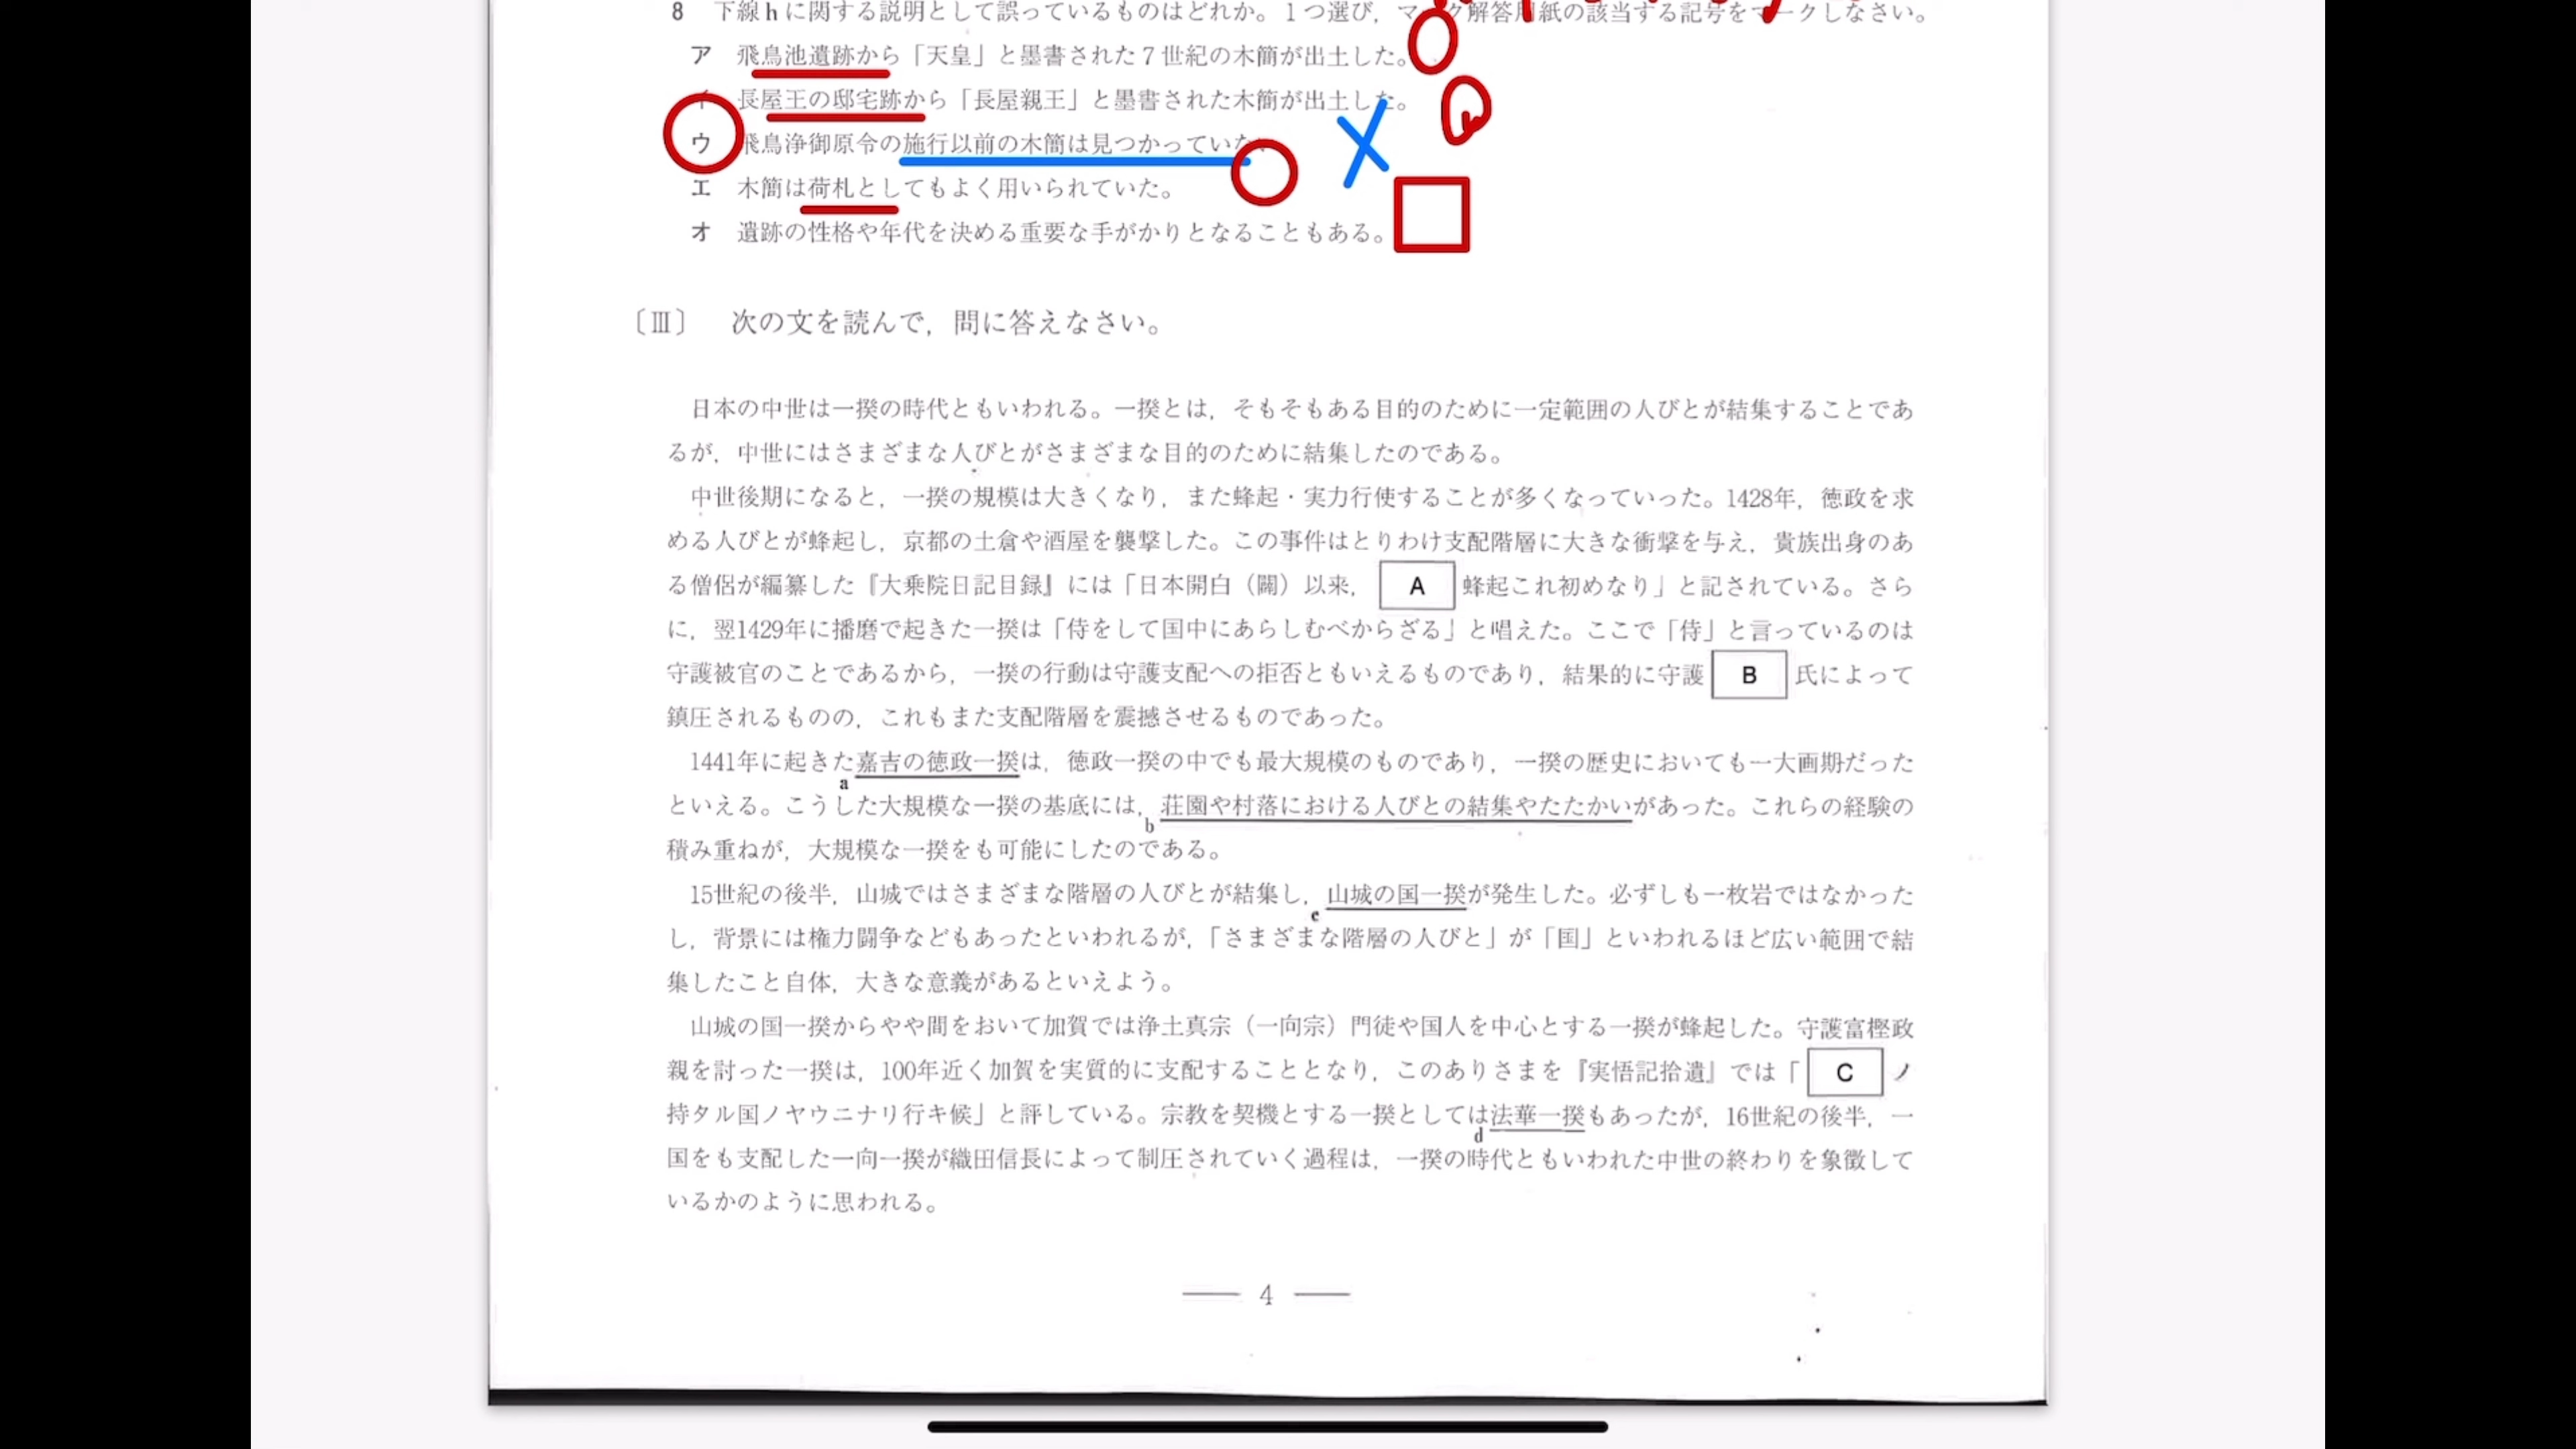 8 下線hに関する説明として誤っているものはどれか。1つ選び，マーク解答用紙の該当する記号をマークしなさい。
ア 飛鳥池遺跡から「天皇」と墨書された7世紀の木簡が出土した。
イ 長屋王の邸宅跡から「長屋親王」と墨書された木簡が出土した。
ウ 飛鳥浄御原令の施行以前の木簡は見つかっていな
エ 木簡は荷札としてもよく用いられていた。
オ 遺跡の性格や年代を決める重要な手がかりとなることもある。
〔Ⅲ〕 次の文を読んで，問に答えなさい。
日本の中世は一揆の時代ともいわれる。一揆とは，そもそもある目的のために一定範囲の人びとが結集することであ
るが，中世にはさまざまな人びとがさまざまな目的のために結集したのである。
中世後期になると，一揆の規模は大きくなり，また蜂起・実力行使することが多くなっていった。1428年，徳政を求
める人びとが蜂起し，京都の土倉や酒屋を襲撃した。この事件はとりわけ支配階層に大きな衝撃を与え，貴族出身のあ
る僧侶が編纂した『大乗院日記目録』には「日本開白（闢）以来， A 蜂起これ初めなり」と記されている。さら
に，翌1429年に播磨で起きた一揆は「侍をして国中にあらしむべからざる」と唱えた。ここで「侍」と言っているのは
守護被官のことであるから，一揆の行動は守護支配への拒否ともいえるものであり，結果的に守護 B 氏によって
鎮圧されるものの，これもまた支配階層を震撼させるものであった。
1441年に起きた a 嘉吉の徳政一揆は，徳政一揆の中でも最大規模のものであり，一揆の歴史においても一大画期だった
といえる。こうした大規模な一揆の基底には， b 荘園や村落における人びとの結集やたたかいがあった。これらの経験の
積み重ねが，大規模な一揆をも可能にしたのである。
15世紀の後半，山城ではさまざまな階層の人びとが結集し， c 山城の国一揆が発生した。必ずしも一枚岩ではなかった
し，背景には権力闘争などもあったといわれるが，「さまざまな階層の人びと」が「国」といわれるほど広い範囲で結
集したこと自体，大きな意義があるといえよう。
山城の国一揆からやや間をおいて加賀では浄土真宗（一向宗）門徒や国人を中心とする一揆が蜂起した。守護富樫政
親を討った一揆は，100年近く加賀を実質的に支配することとなり，このありさまを『実悟記拾遺』では「 C ノ
持タル国ノヤウニナリ行キ候」と評している。宗教を契機とする一揆としては d 法華一揆もあったが，16世紀の後半，一
国をも支配した一向一揆が織田信長によって制圧されていく過程は，一揆の時代ともいわれた中世の終わりを象徴して
いるかのように思われる。
— 4 —